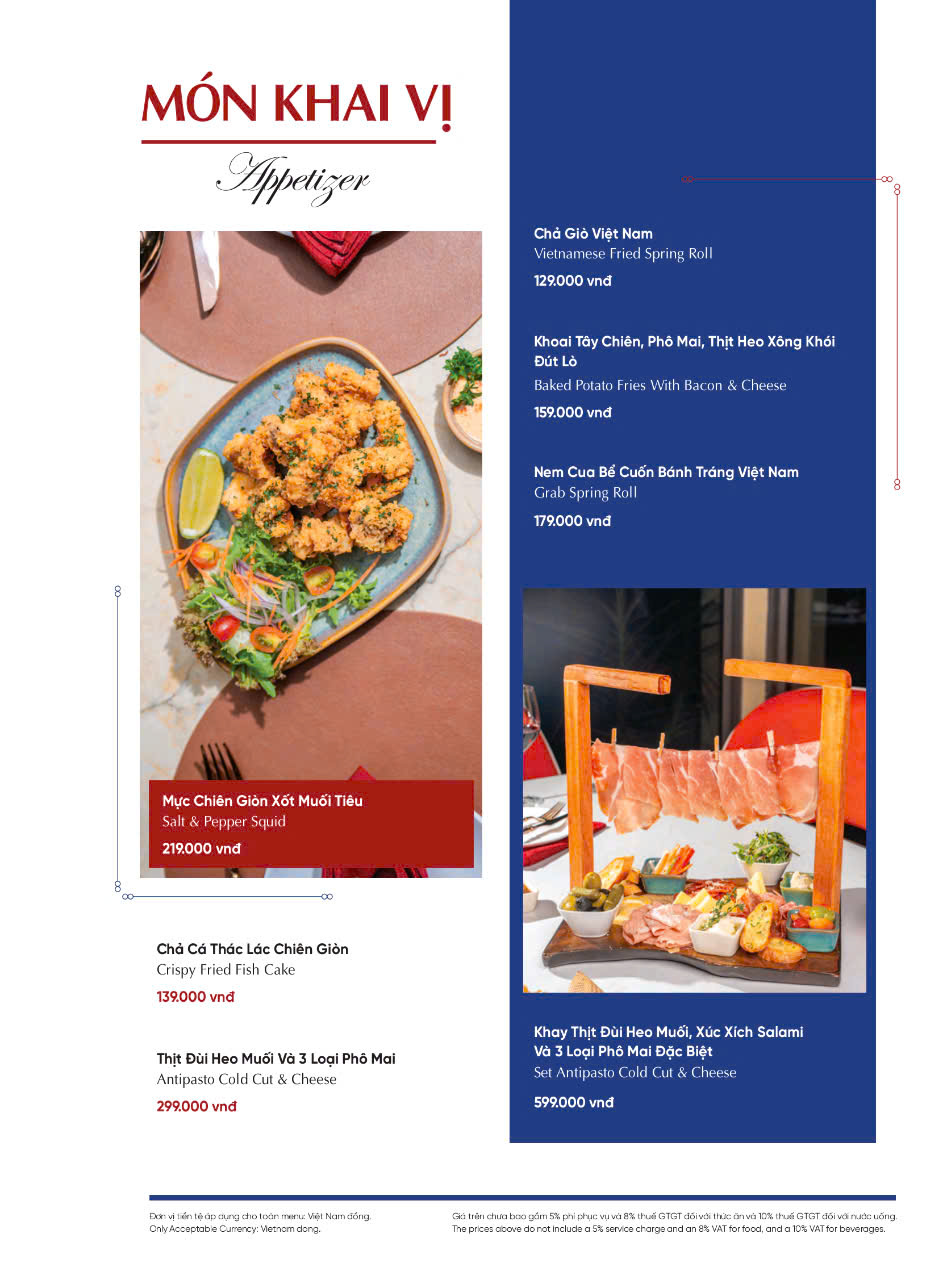 MÓN KHAI VỊ
Appetizer
Mực Chiên Giòn Xốt Muối Tiêu
Salt & Pepper Squid
219.000 vnđ
Chả Cá Thác Lác Chiên Giòn
Crispy Fried Fish Cake
139.000 vnđ
Thịt Đùi Heo Muối Và 3 Loại Phô Mai
Antipasto Cold Cut & Cheese
299.000 vnđ
Chả Giò Việt Nam
Vietnamese Fried Spring Roll
129.000 vnđ
Khoai Tây Chiên, Phô Mai, Thịt Heo Xông Khói
Đút Lò
Baked Potato Fries With Bacon & Cheese
159.000 vnđ
Nem Cua Bể Cuốn Bánh Tráng Việt Nam
Grab Spring Roll
179.000 vnđ
Khay Thịt Đùi Heo Muối, Xúc Xích Salami
Và 3 Loại Phô Mai Đặc Biệt
Set Antipasto Cold Cut & Cheese
599.000 vnđ
Đơn vị tiền tệ áp dụng cho toàn menu: Việt Nam đồng.
Only Acceptable Currency: Vietnam dong.
Giá trên chưa bao gồm 5% phí phục vụ và 8% thuế GTGT đối với thức ăn và 10% thuế GTGT đối với nước uống.
The prices above do not include a 5% service charge and an 8% VAT for food, and a 10% VAT for beverages.